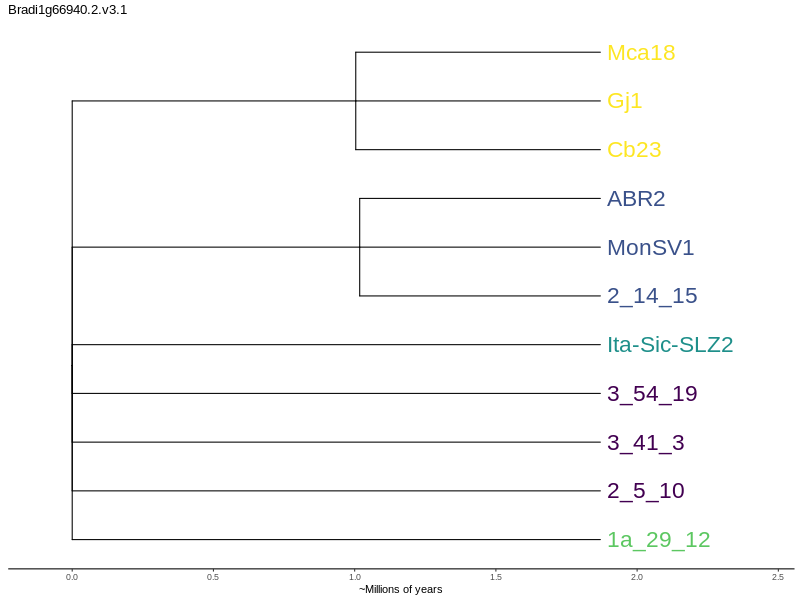 Bradi1g66940.2.v3.1
Mca18
Gj1
Cb23
ABR2
MonSV1
2_14_15
Ita-Sic-SLZ2
3_54_19
3_41_3
2_5_10
1a_29_12
0.0 0.5 1.0 1.5 2.0 2.5
~Millions of years